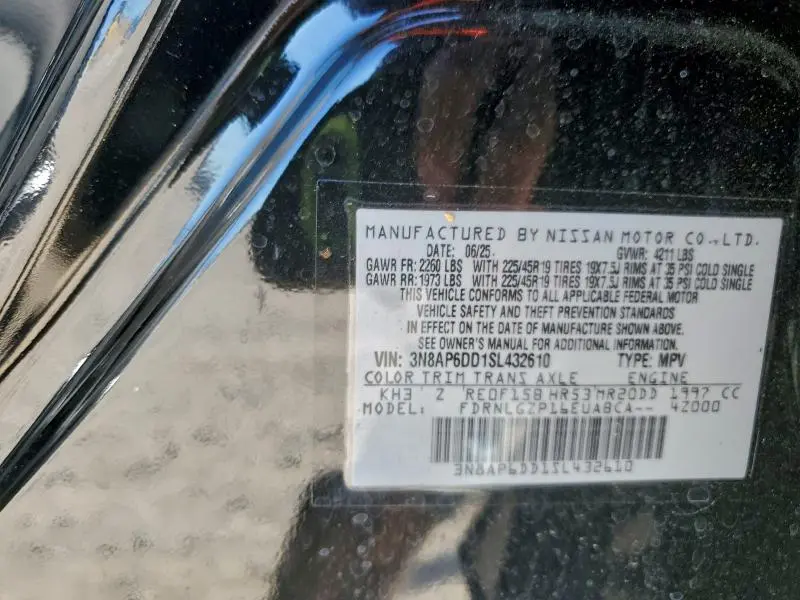 MANUFACTURED BY NISSAN MOTOR CO.,LTD.
DATE: 06/25 GVWR: 4211 LBS
GAWR FR: 2260 LBS WITH 225/45R19 TIRES 19X7.5J RIMS AT 35 PSI COLD SINGLE
GAWR RR: 1973 LBS WITH 225/45R19 TIRES 19X7.5J RIMS AT 35 PSI COLD SINGLE
THIS VEHICLE CONFORMS TO ALL APPLICABLE FEDERAL MOTOR
VEHICLE SAFETY AND THEFT PREVENTION STANDARDS
IN EFFECT ON THE DATE OF MANUFACTURE SHOWN ABOVE.
SEE OWNER'S MANUAL FOR ADDITIONAL INFORMATION.
VIN: 3N8AP6DD1SL432610 TYPE: MPV
COLOR TRIM TRANS AXLE ENGINE
KH3 Z RE0F15B HR53 MR20DD 1997 CC
MODEL: FDRNLGZP16EUABCA-- 4Z000
3N8AP6DD1SL432610